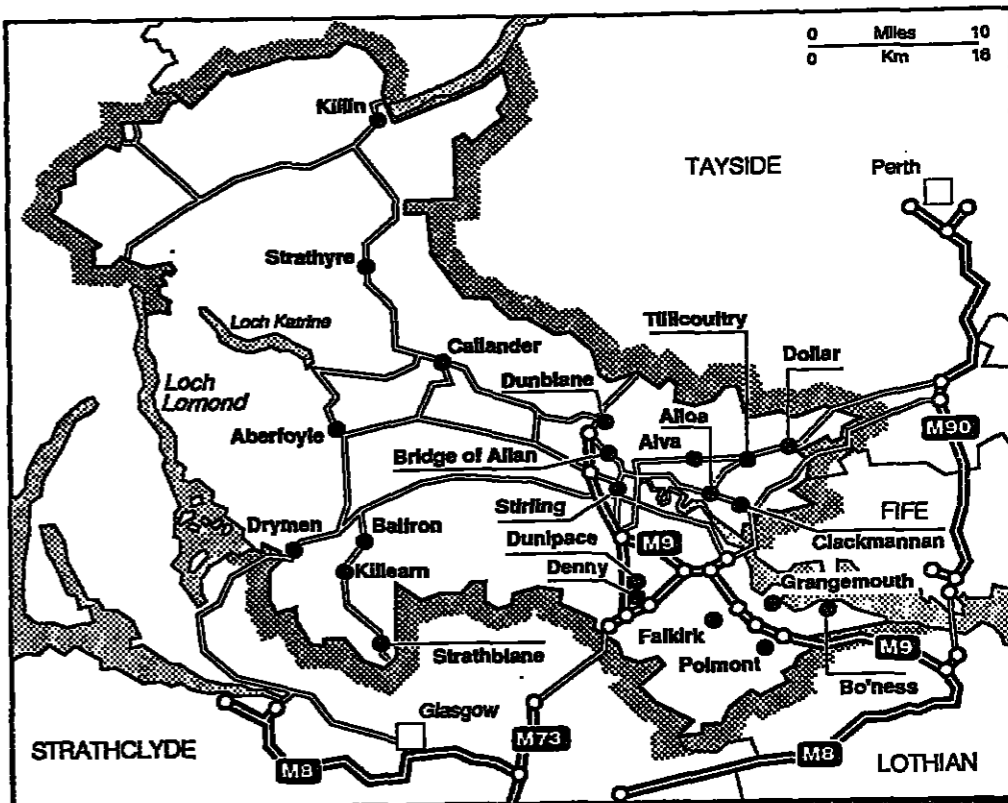 0 Miles 10
0 Km 16
Killin
TAYSIDE
Perth
Strathyre
Loch Katrine
Tillicoultry
Callander
Dollar
Dunblane
Loch
Lomond
Alloa
Aberfoyle
Alva
M90
Bridge of Allan
Stirling
FIFE
Drymen
Balfron
Dunipace
M9
Clackmannan
Denny
Killearn
Grangemouth
Falkirk
Strathblane
Polmont
M9
Bo'ness
Glasgow
STRATHCLYDE
M73
M8
M8
LOTHIAN